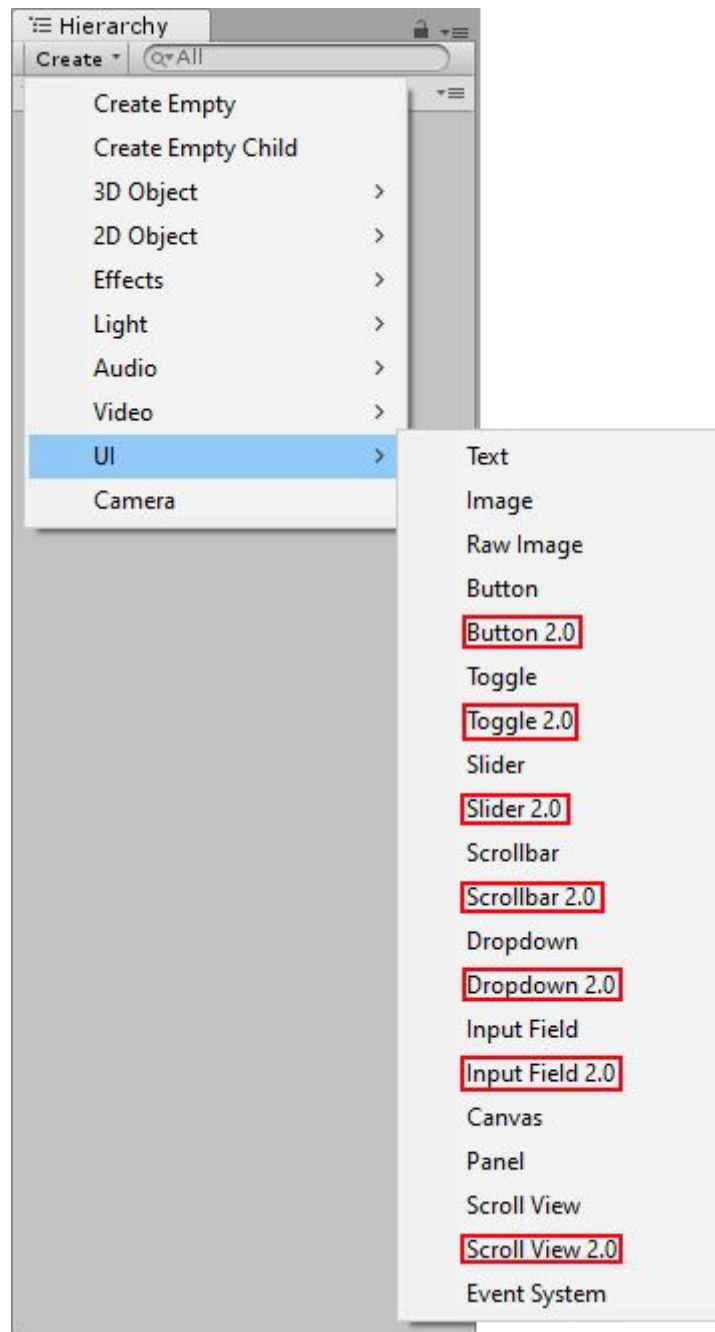 Hierarchy
Create All
Create Empty
Create Empty Child
3D Object
2D Object
Effects
Light
Audio
Video
UI
Camera
Text
Image
Raw Image
Button
Button 2.0
Toggle
Toggle 2.0
Slider
Slider 2.0
Scrollbar
Scrollbar 2.0
Dropdown
Dropdown 2.0
Input Field
Input Field 2.0
Canvas
Panel
Scroll View
Scroll View 2.0
Event System